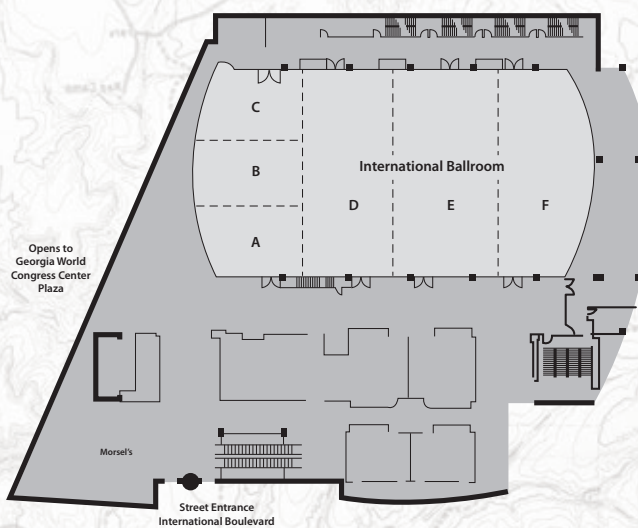 C
International Ballroom
B
D
E
F
A
Opens to
Georgia World
Congress Center
Plaza
Morsel's
Street Entrance
International Boulevard